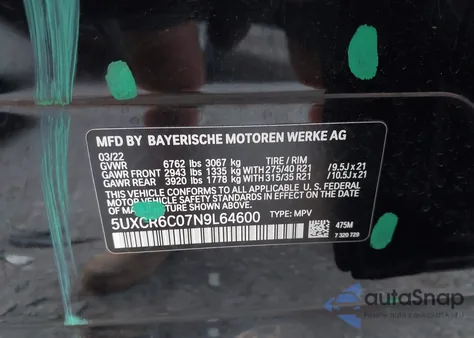 MFD BY BAYERISCHE MOTOREN WERKE AG
03/22
GVWR 6762 lbs 3067 kg TIRE / RIM
GAWR FRONT 2943 lbs 1335 kg WITH 275/40 R21 / 9.5J x 21
GAWR REAR 3920 lbs 1778 kg WITH 315/35 R21 / 10.5J x 21
THIS VEHICLE CONFORMS TO ALL APPLICABLE U. S. FEDERAL
MOTOR VEHICLE SAFETY STANDARDS IN EFFECT ON THE
DATE OF MANUFACTURE SHOWN ABOVE.
5UXCR6C07N9L64600 TYPE: MPV
475M
7 320 729
autoSnap